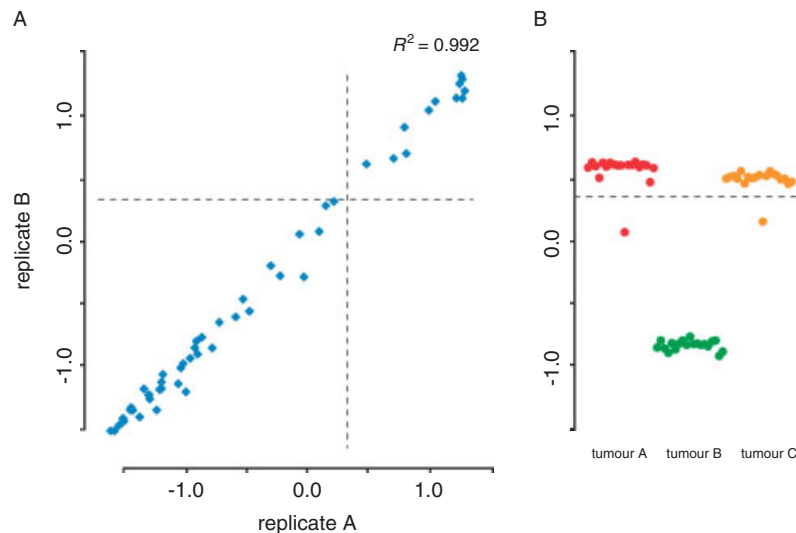 A
B
R² = 0.992
1.0
0.0
-1.0
replicate B
-1.0 0.0 1.0
replicate A
1.0
0.0
-1.0
tumour A tumour B tumour C